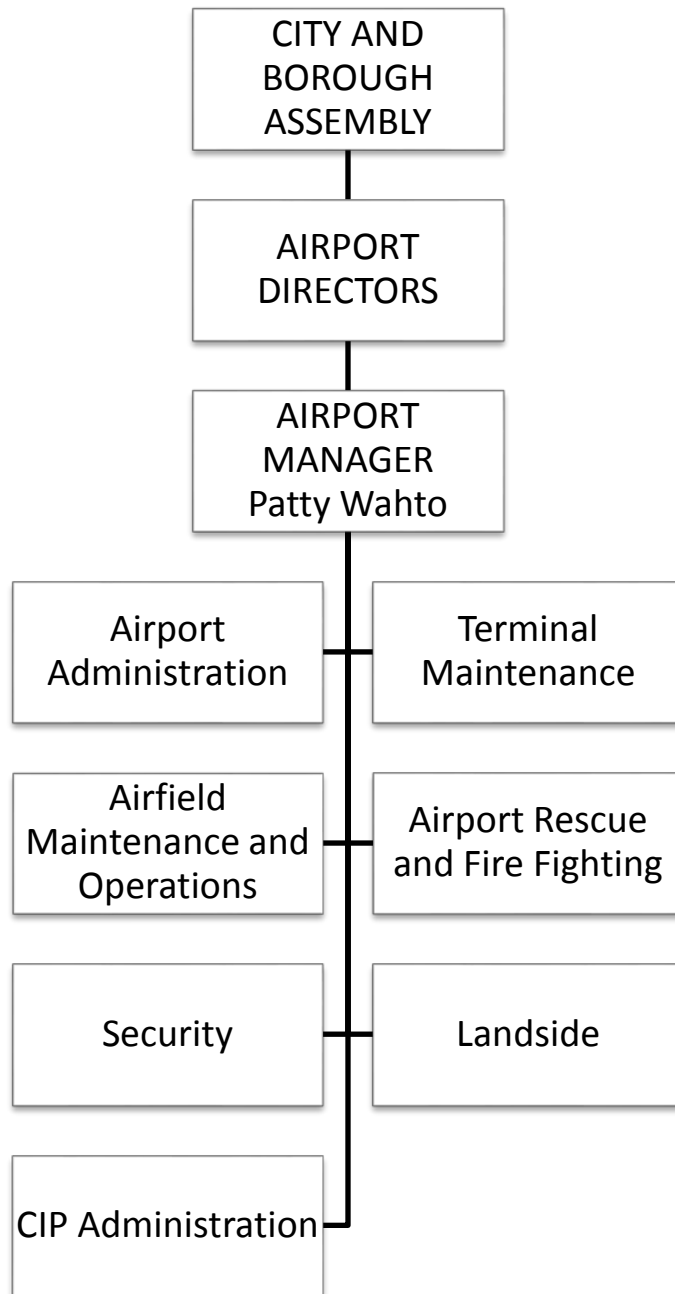 CITY AND
BOROUGH
ASSEMBLY
AIRPORT
DIRECTORS
AIRPORT
MANAGER
Patty Wahto
Airport
Administration
Terminal
Maintenance
Airfield
Maintenance and
Operations
Airport Rescue
and Fire Fighting
Security
Landside
CIP Administration